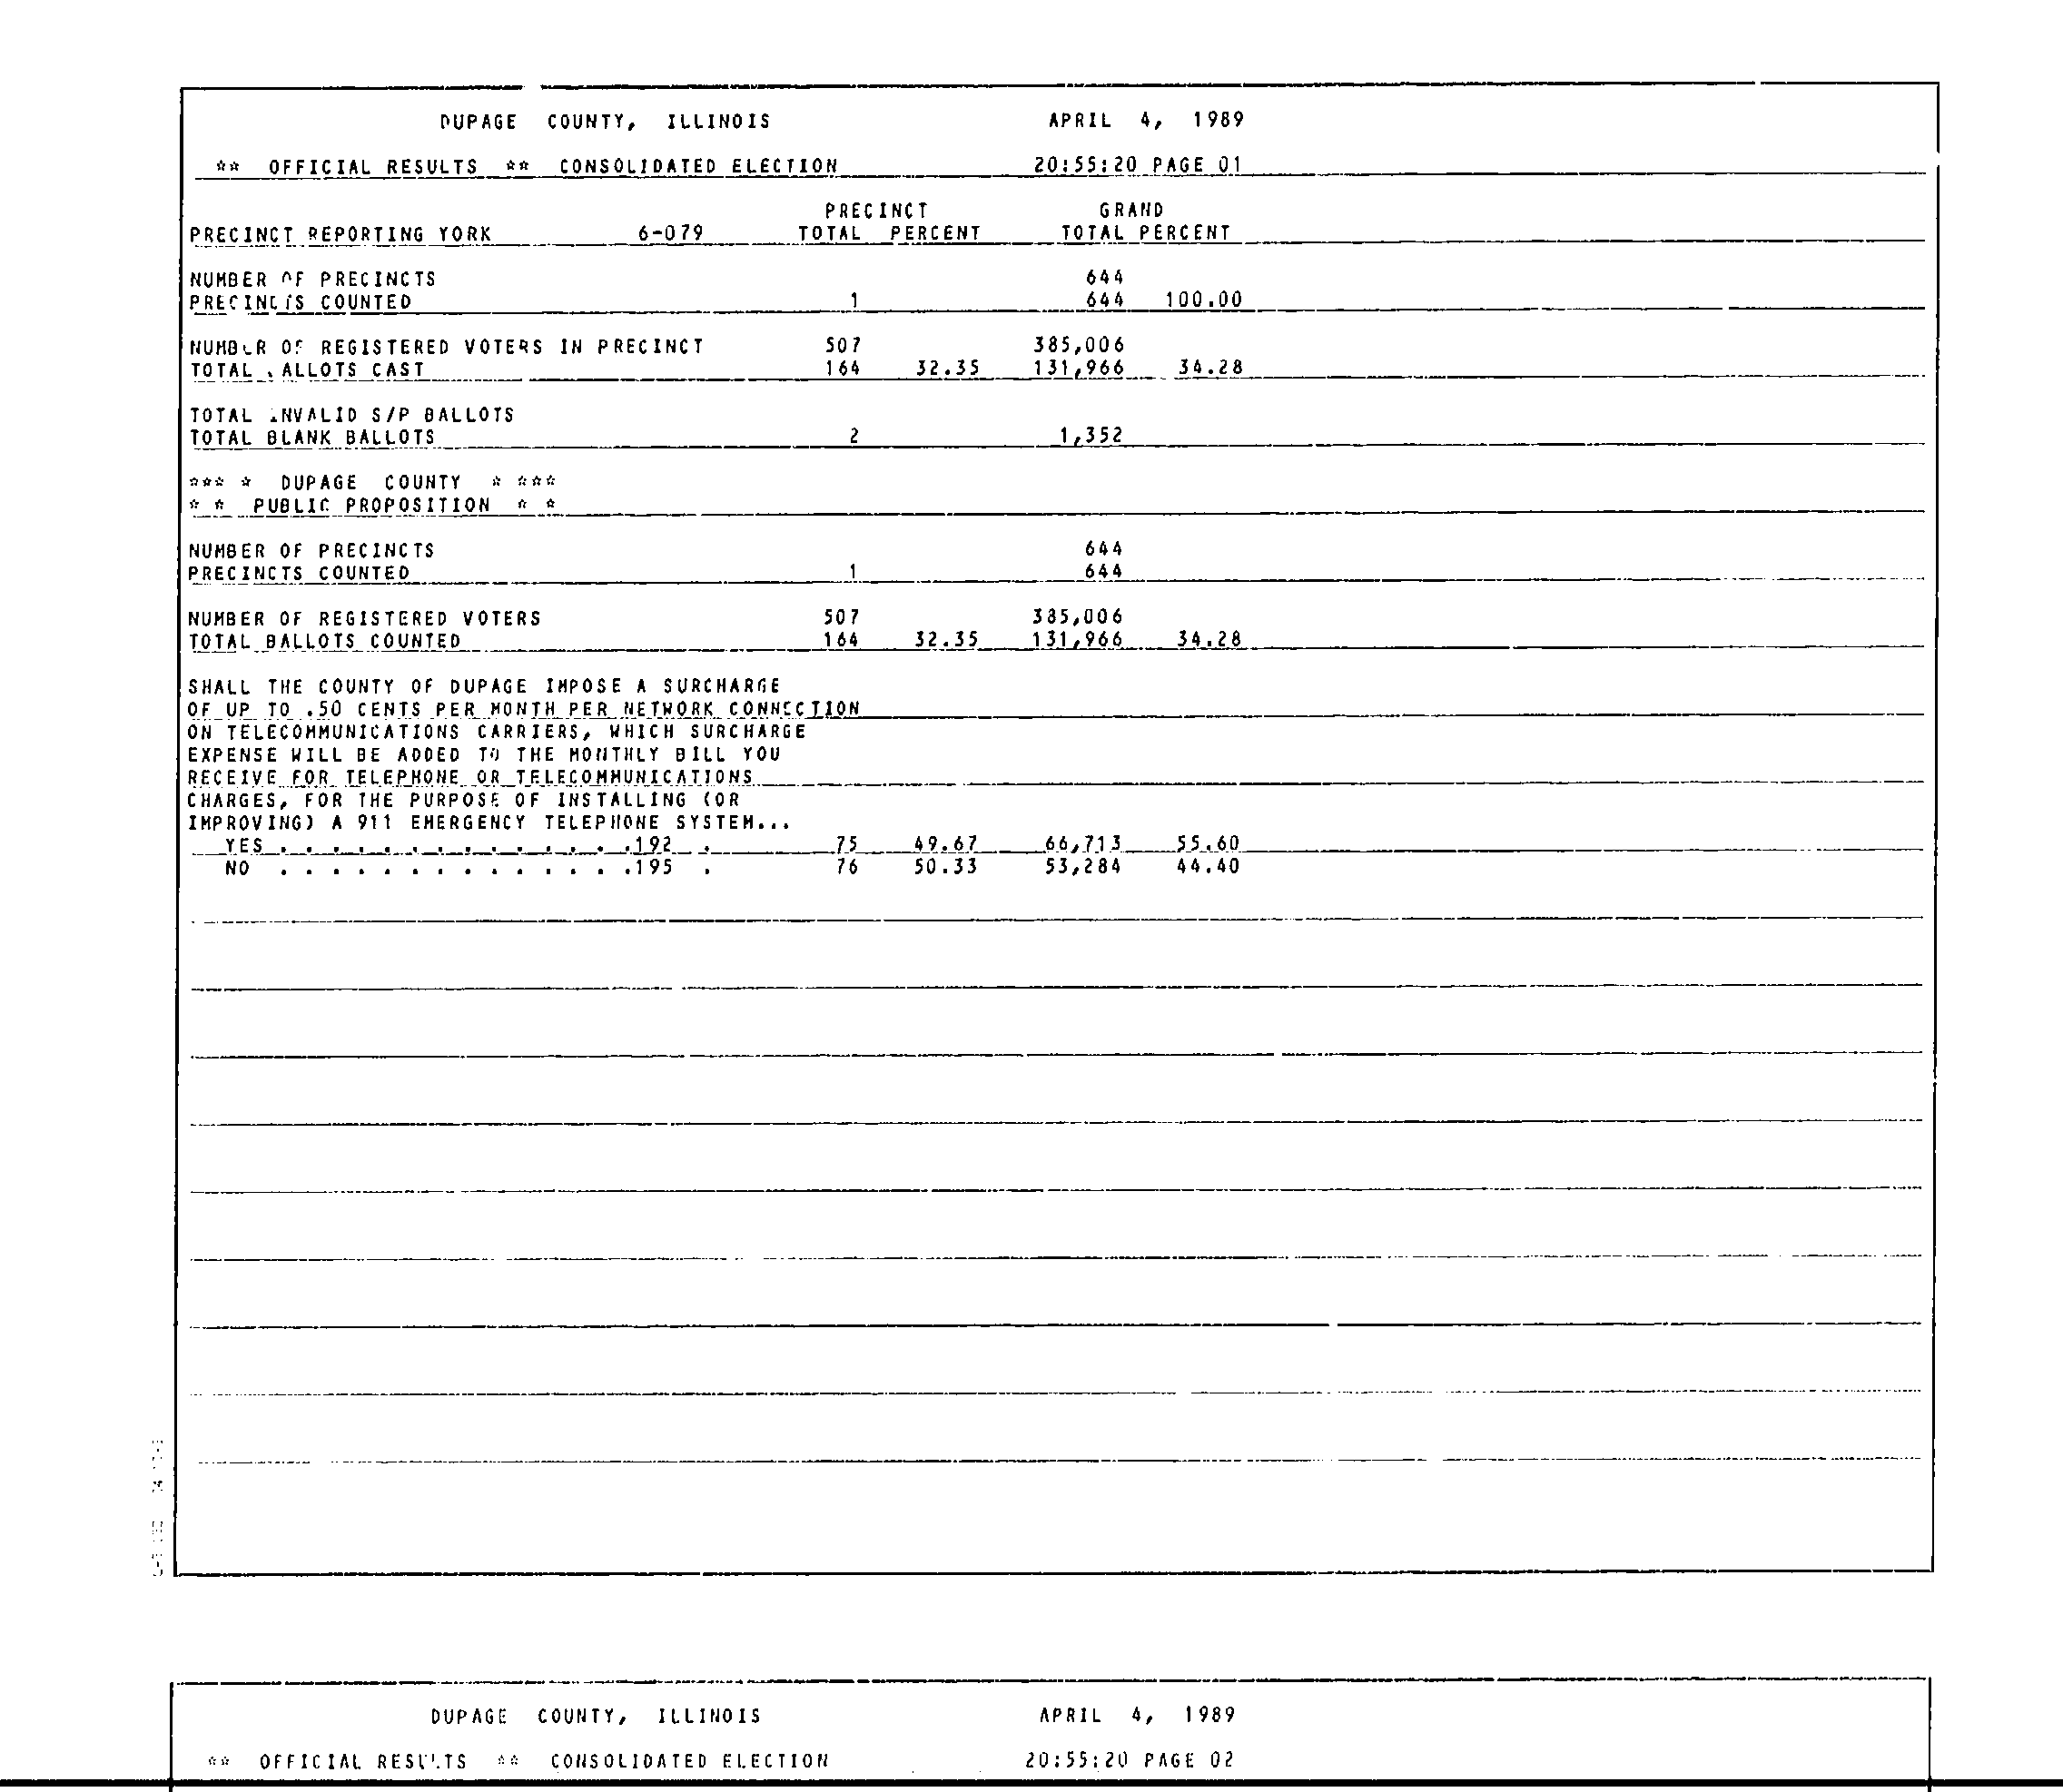 DUPAGE COUNTY, ILLINOIS APRIL 4, 1989
** OFFICIAL RESULTS ** CONSOLIDATED ELECTION 20:55:20 PAGE 01
PRECINCT GRAND
PRECINCT REPORTING YORK 6-079 TOTAL PERCENT TOTAL PERCENT
NUMBER OF PRECINCTS 644
PRECINCTS COUNTED 1 644 100.00
NUMBER OF REGISTERED VOTERS IN PRECINCT 507 385,006
TOTAL BALLOTS CAST 164 32.35 131,966 34.28
TOTAL INVALID S/P BALLOTS
TOTAL BLANK BALLOTS 2 1,352
*** * DUPAGE COUNTY * ***
* * PUBLIC PROPOSITION * *
NUMBER OF PRECINCTS 644
PRECINCTS COUNTED 1 644
NUMBER OF REGISTERED VOTERS 507 385,006
TOTAL BALLOTS COUNTED 164 32.35 131,966 34.28
SHALL THE COUNTY OF DUPAGE IMPOSE A SURCHARGE
OF UP TO .50 CENTS PER MONTH PER NETWORK CONNECTION
ON TELECOMMUNICATIONS CARRIERS, WHICH SURCHARGE
EXPENSE WILL BE ADDED TO THE MONTHLY BILL YOU
RECEIVE FOR TELEPHONE OR TELECOMMUNICATIONS
CHARGES, FOR THE PURPOSE OF INSTALLING (OR
IMPROVING) A 911 EMERGENCY TELEPHONE SYSTEM...
YES . . . . . . . . . . . . . .192 . 75 49.67 66,713 55.60
NO . . . . . . . . . . . . . .195 . 76 50.33 53,284 44.40
DUPAGE COUNTY, ILLINOIS APRIL 4, 1989
** OFFICIAL RESULTS ** CONSOLIDATED ELECTION 20:55:20 PAGE 02